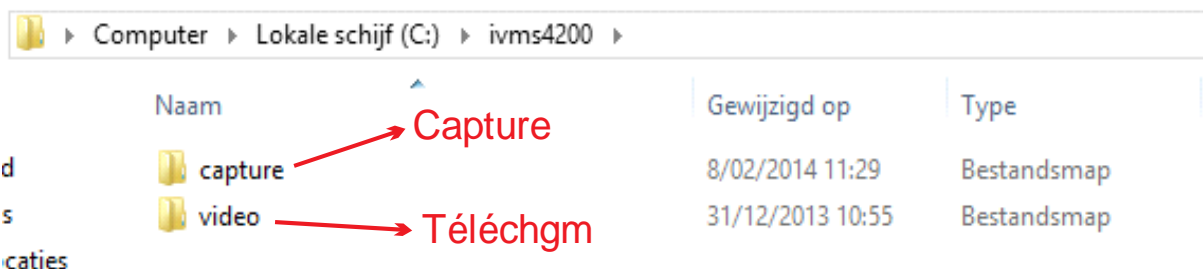 Computer Lokale schijf (C:) ivms4200
Naam Gewijzigd op Type
Capture
d capture 8/02/2014 11:29 Bestandsmap
s video 31/12/2013 10:55 Bestandsmap
Téléchgm
caties